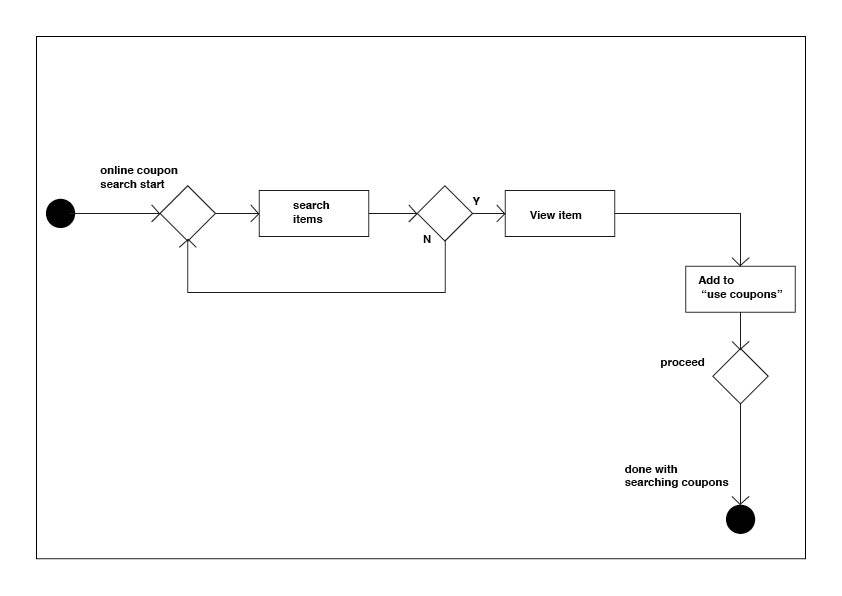 online coupon
search start
search
items
Y
N
View item
Add to
“use coupons”
proceed
done with
searching coupons